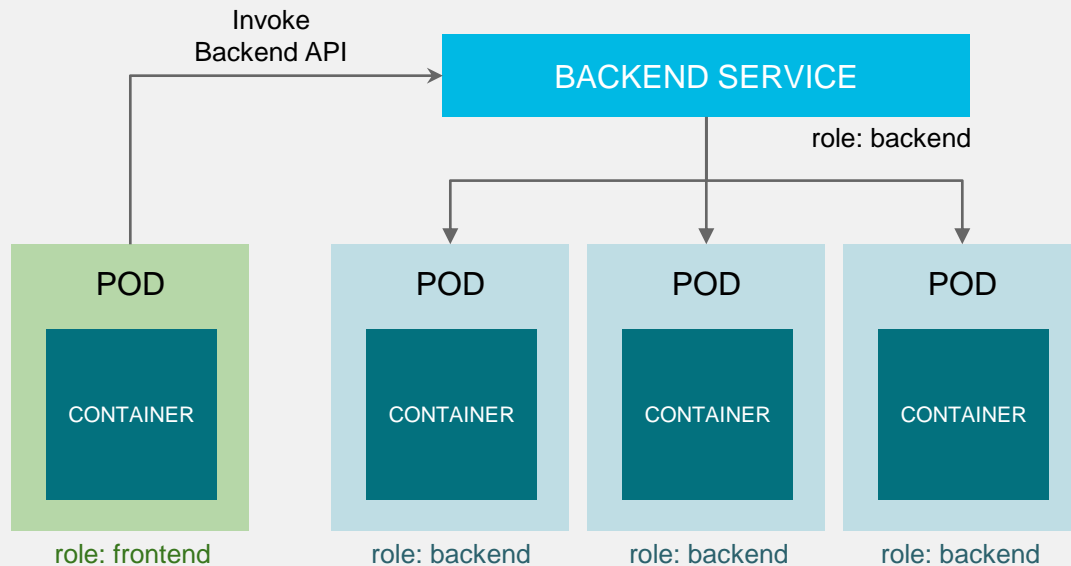 Invoke
Backend API
BACKEND SERVICE
role: backend
POD
POD
POD
POD
CONTAINER
CONTAINER
CONTAINER
CONTAINER
role: frontend
role: backend
role: backend
role: backend